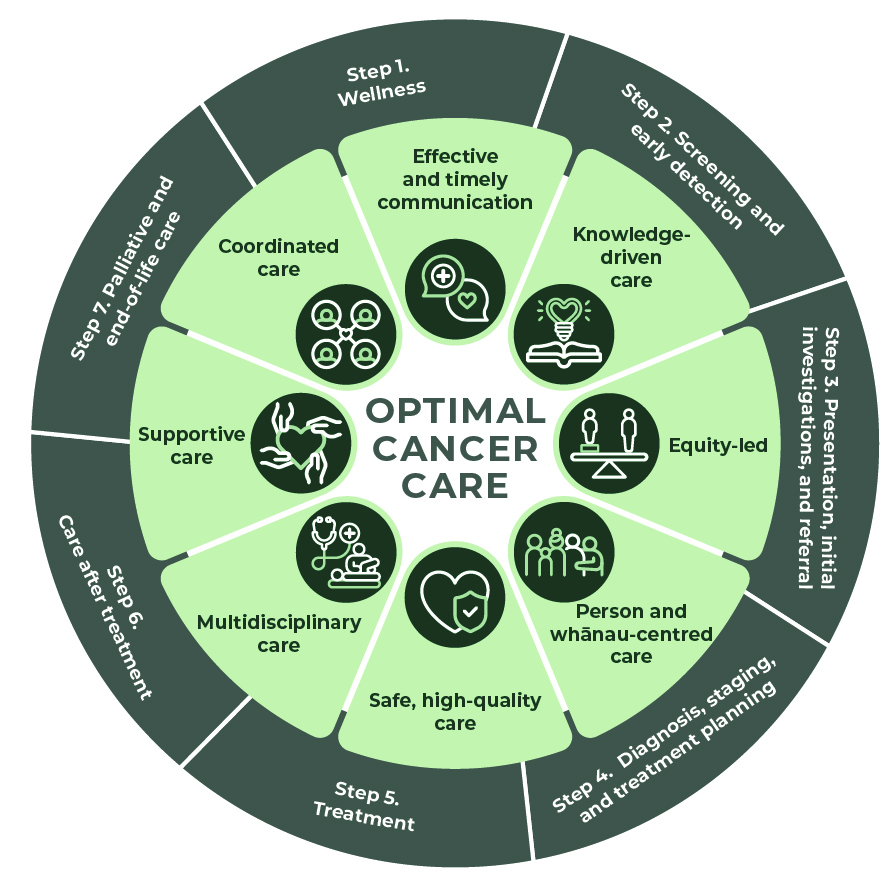 OPTIMAL
CANCER
CARE
Step 1.
Wellness
Step 2. Screening and
early detection
Step 3. Presentation, initial
investigations, and referral
Step 4. Diagnosis, staging,
and treatment planning
Step 5.
Treatment
Step 6.
Care after treatment
Step 7. Palliative and
end-of-life care
Effective
and timely
communication
Knowledge-
driven
care
Equity-led
Person and
whānau-centred
care
Safe, high-quality
care
Multidisciplinary
care
Supportive
care
Coordinated
care